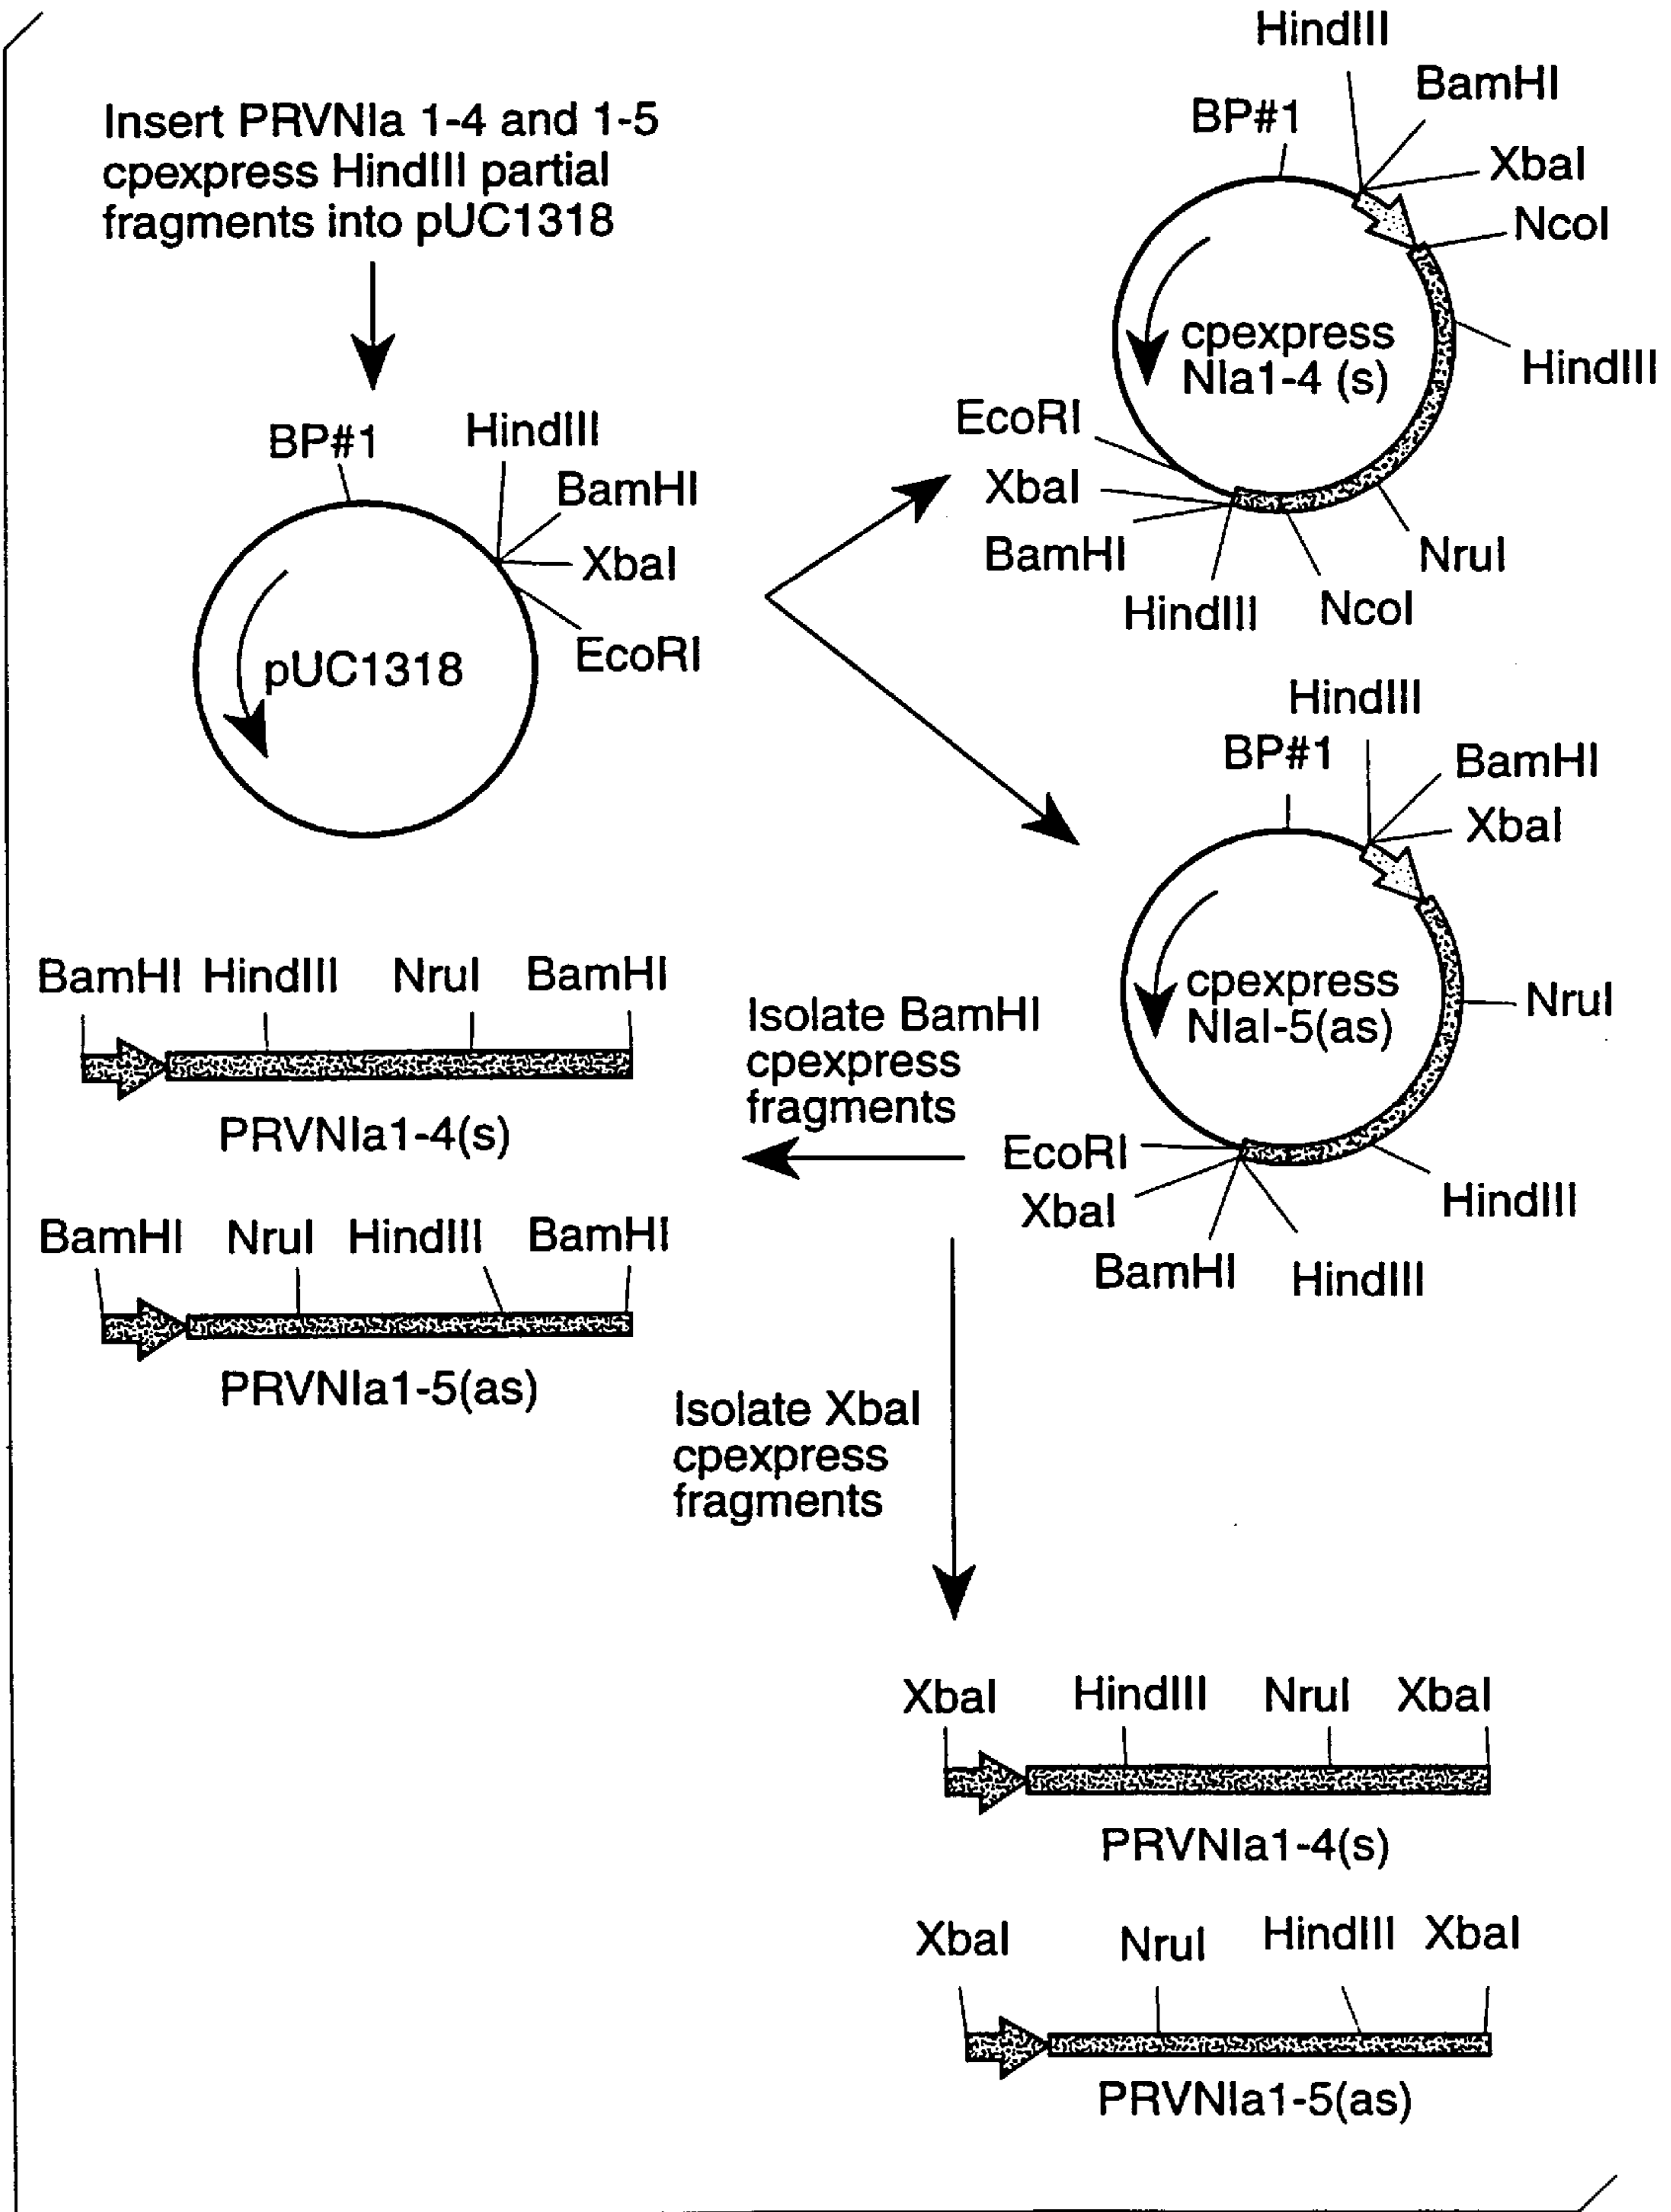 Insert PRVNIa 1-4 and 1-5
cpexpress HindIII partial
fragments into pUC1318
BP#1
HindIII
BamHI
XbaI
EcoRI
pUC1318
HindIII
BamHI
BP#1
XbaI
NcoI
cpexpress
NIa1-4 (s)
HindIII
EcoRI
XbaI
BamHI
NruI
HindIII
NcoI
HindIII
BP#1
BamHI
XbaI
cpexpress
NIaI-5(as)
NruI
EcoRI
XbaI
HindIII
BamHI
HindIII
Isolate BamHI
cpexpress
fragments
BamHI HindIII NruI BamHI
PRVNIa1-4(s)
BamHI NruI HindIII BamHI
PRVNIa1-5(as)
Isolate XbaI
cpexpress
fragments
XbaI HindIII NruI XbaI
PRVNIa1-4(s)
XbaI NruI HindIII XbaI
PRVNIa1-5(as)